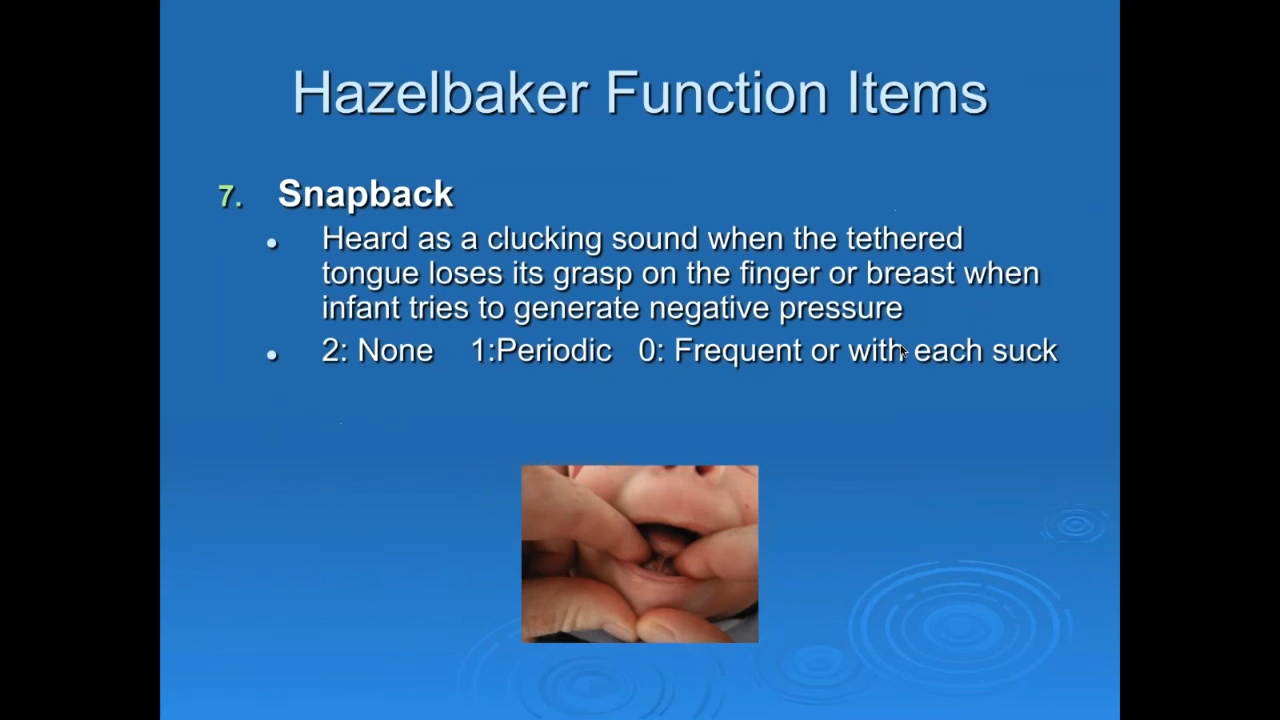 Hazelbaker Function Items
7. Snapback
• Heard as a clucking sound when the tethered
tongue loses its grasp on the finger or breast when
infant tries to generate negative pressure
• 2: None 1:Periodic 0: Frequent or with each suck